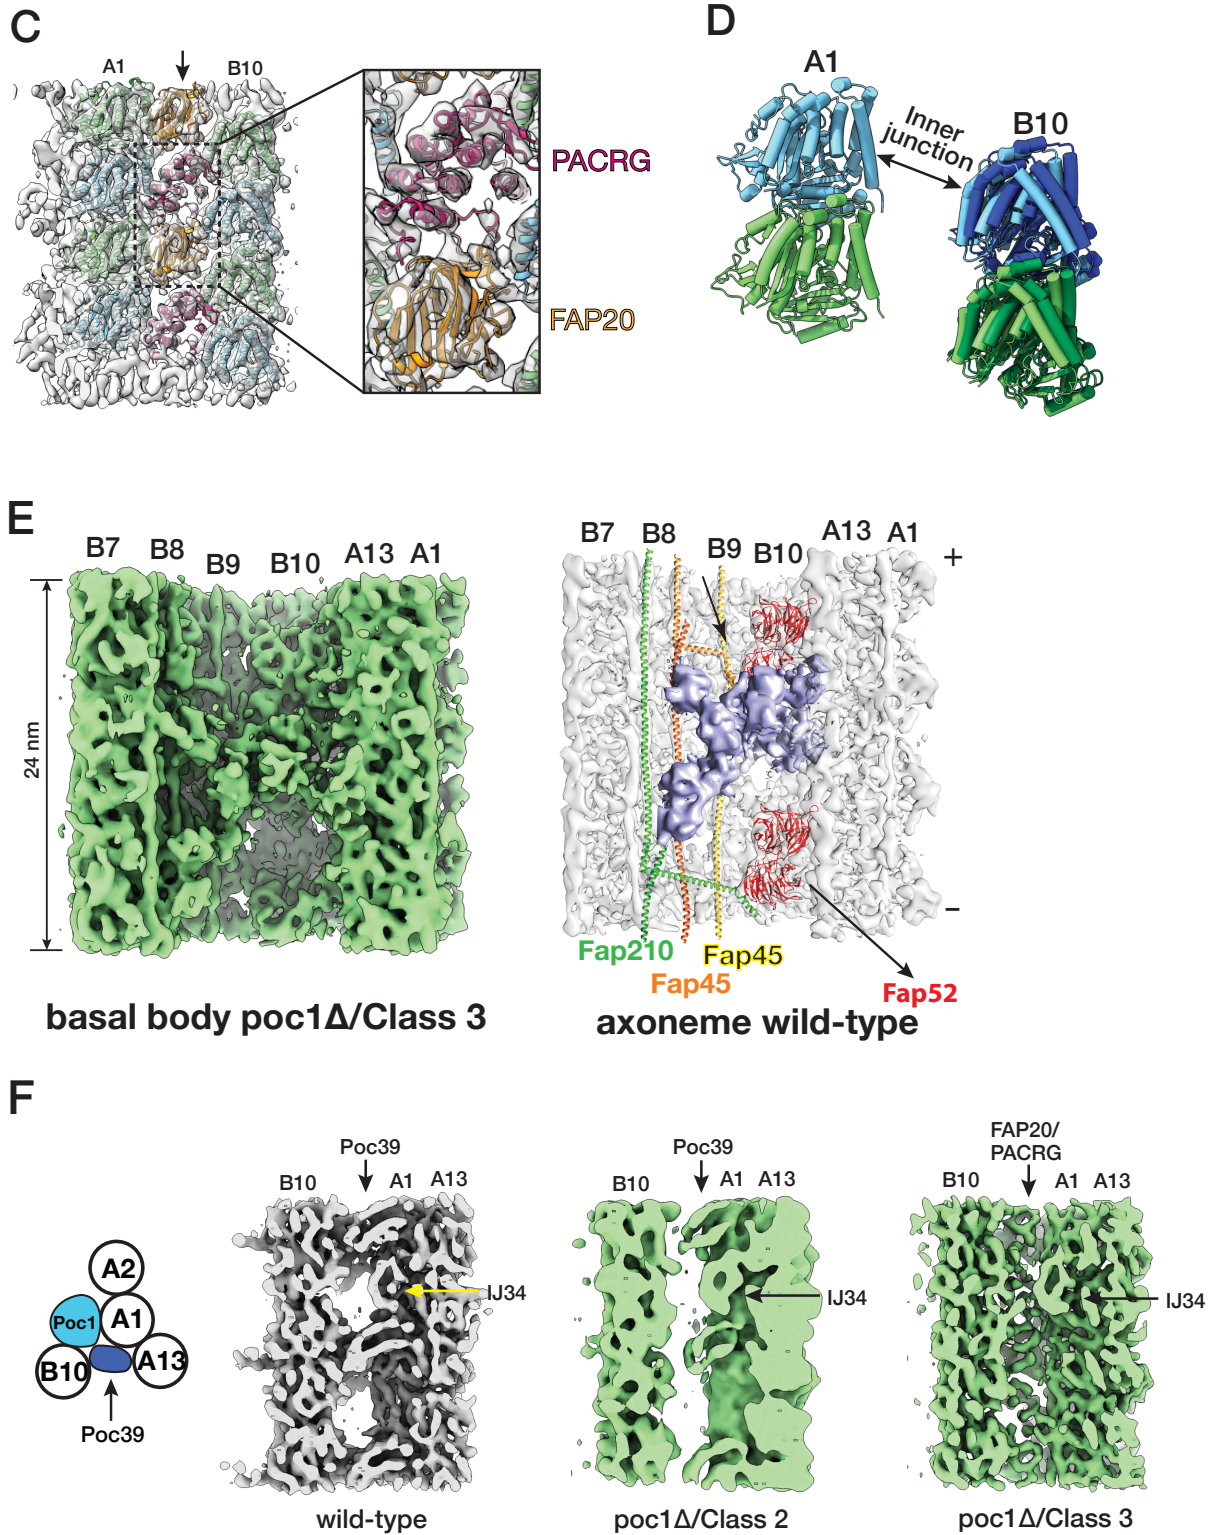 C
A1
B10
PACRG
FAP20
D
A1
Inner
junction
B10
E
B7
B8
B9
B10
A13
A1
24 nm
basal body poc1Δ/Class 3
B7
B8
B9
B10
A13
A1
+
−
Fap210
Fap45
Fap45
Fap52
axoneme wild-type
F
A2
Poc1
A1
B10
A13
Poc39
Poc39
B10
A1
A13
IJ34
wild-type
Poc39
B10
A1
A13
IJ34
poc1Δ/Class 2
FAP20/
PACRG
B10
A1
A13
IJ34
poc1Δ/Class 3